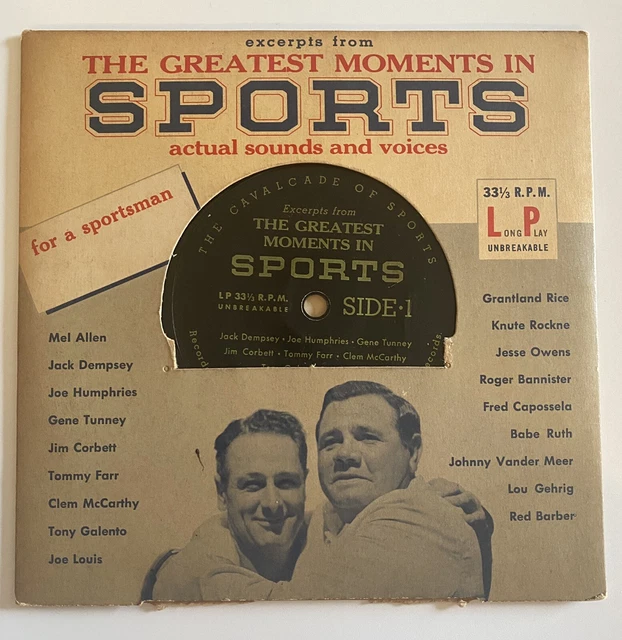 excerpts from
THE GREATEST MOMENTS IN
SPORTS
actual sounds and voices
for a sportsman
33⅓ R.P.M.
LONG PLAY
UNBREAKABLE
THE CAVALCADE OF SPORTS
Excerpts from
THE GREATEST
MOMENTS IN
SPORTS
LP 33⅓ R.P.M.
UNBREAKABLE
SIDE·1
Jack Dempsey · Joe Humphries · Gene Tunney
Jim Corbett · Tommy Farr · Clem McCarthy
Record
Records
Mel Allen
Jack Dempsey
Joe Humphries
Gene Tunney
Jim Corbett
Tommy Farr
Clem McCarthy
Tony Galento
Joe Louis
Grantland Rice
Knute Rockne
Jesse Owens
Roger Bannister
Fred Capossela
Babe Ruth
Johnny Vander Meer
Lou Gehrig
Red Barber